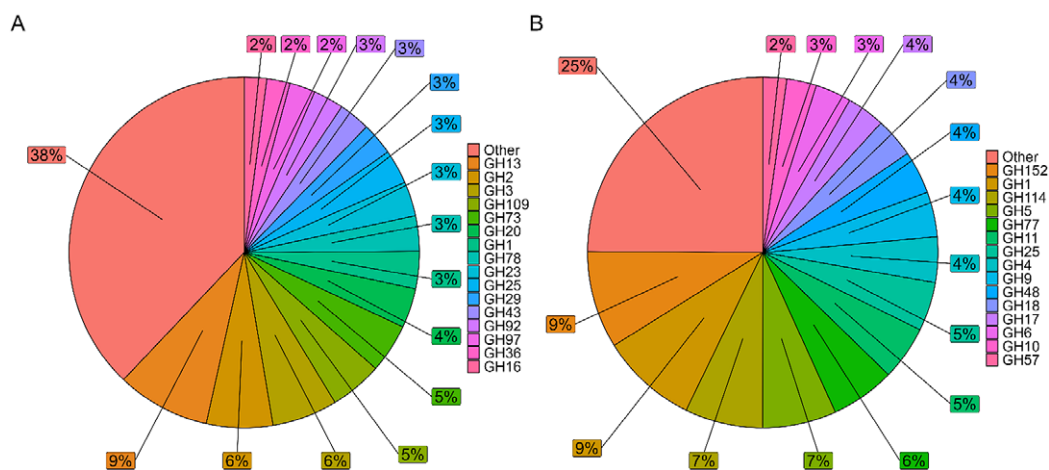 A
2%
2%
2%
3%
3%
3%
3%
3%
3%
3%
4%
5%
5%
6%
6%
9%
38%
Other
GH13
GH2
GH3
GH109
GH73
GH20
GH1
GH78
GH23
GH25
GH29
GH43
GH92
GH97
GH36
GH16
B
2%
3%
3%
4%
4%
4%
4%
4%
5%
5%
6%
7%
7%
9%
9%
25%
Other
GH152
GH1
GH114
GH5
GH77
GH11
GH25
GH4
GH9
GH48
GH18
GH17
GH6
GH10
GH57